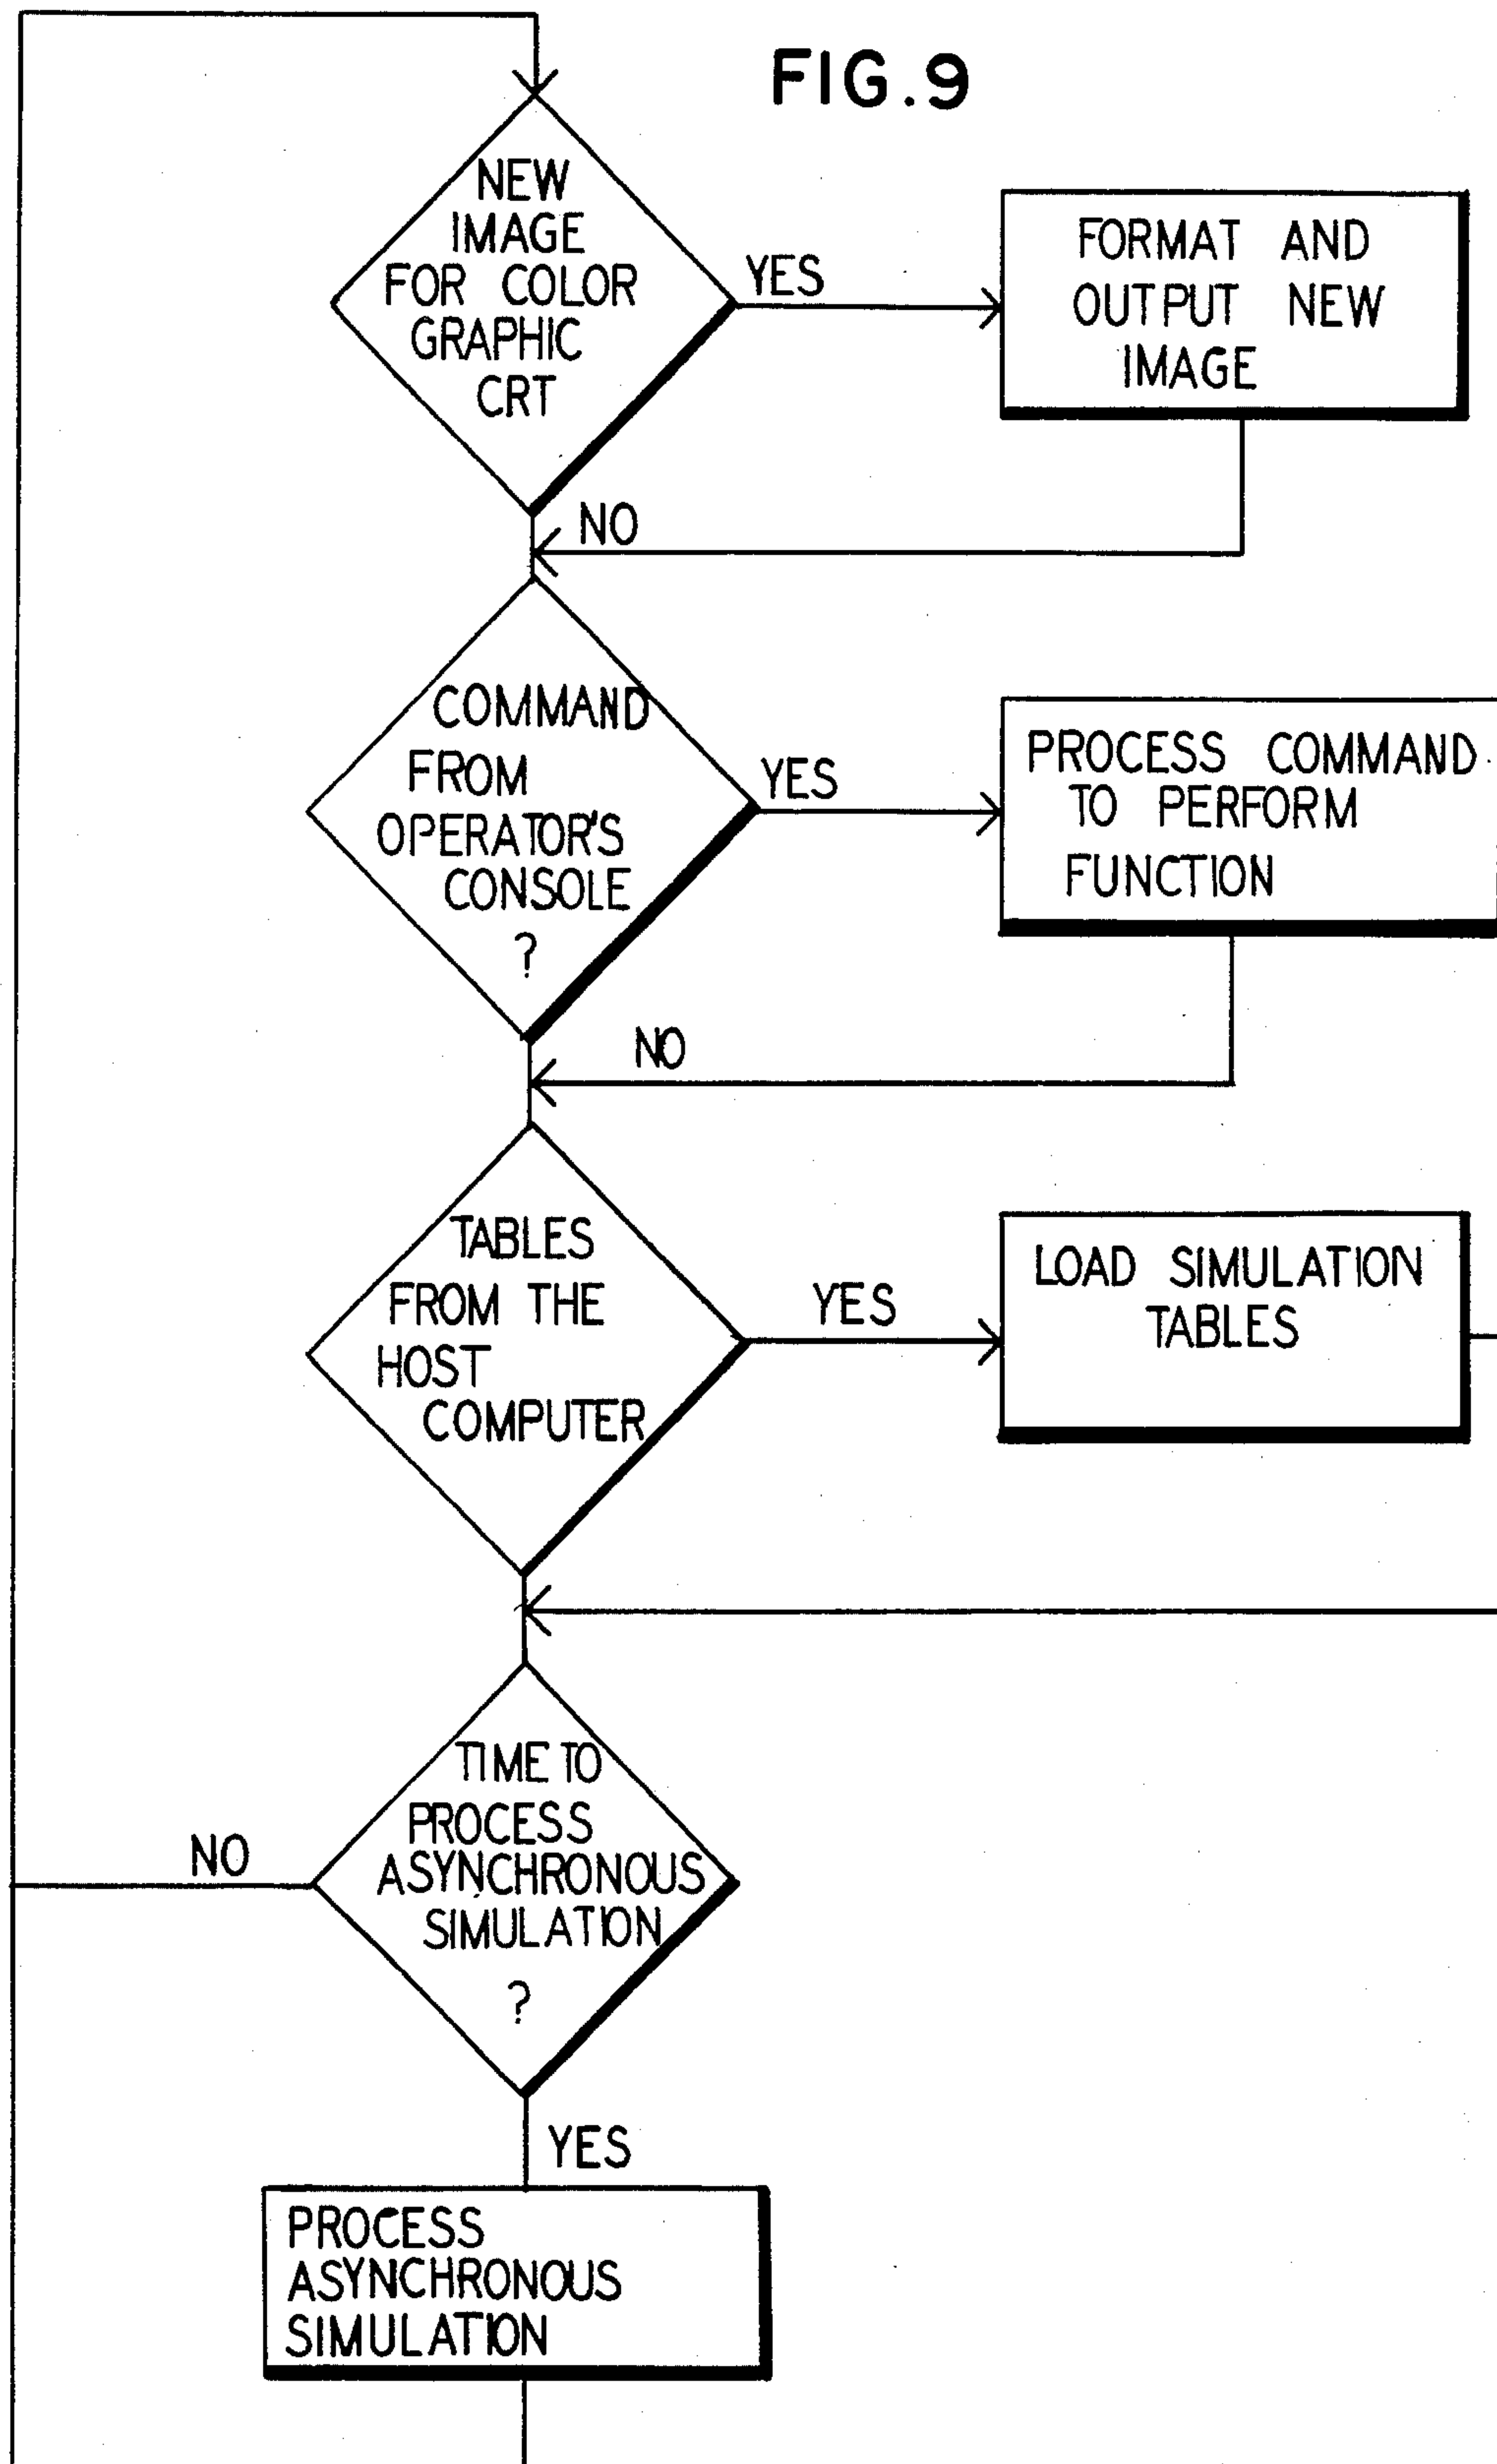 FIG.9
NEW
IMAGE
FOR COLOR
GRAPHIC
CRT
YES
FORMAT AND
OUTPUT NEW
IMAGE
NO
COMMAND
FROM
OPERATOR'S
CONSOLE
?
YES
PROCESS COMMAND
TO PERFORM
FUNCTION
NO
TABLES
FROM THE
HOST
COMPUTER
YES
LOAD SIMULATION
TABLES
TIME TO
PROCESS
ASYNCHRONOUS
SIMULATION
?
NO
YES
PROCESS
ASYNCHRONOUS
SIMULATION